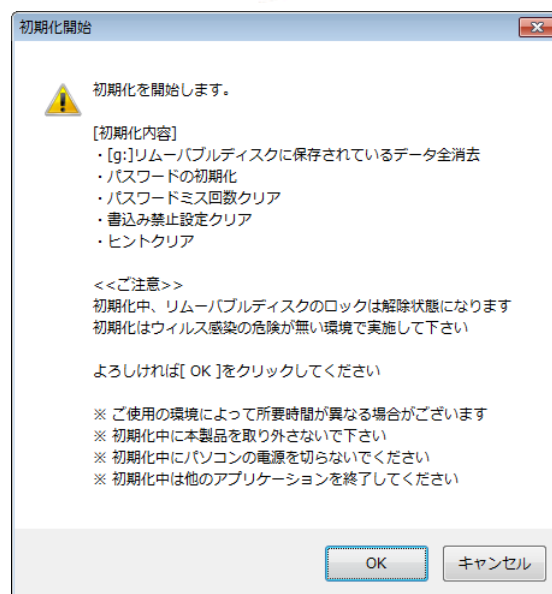 初期化開始
初期化を開始します。
[初期化内容]
・[g:]リムーバブルディスクに保存されているデータ全消去
・パスワードの初期化
・パスワードミス回数クリア
・書込み禁止設定クリア
・ヒントクリア
<<ご注意>>
初期化中、リムーバブルディスクのロックは解除状態になります
初期化はウィルス感染の危険が無い環境で実施して下さい
よろしければ[ OK ]をクリックしてください
※ ご使用の環境によって所要時間が異なる場合がございます
※ 初期化中に本製品を取り外さないで下さい
※ 初期化中にパソコンの電源を切らないでください
※ 初期化中は他のアプリケーションを終了してください
OK
キャンセル